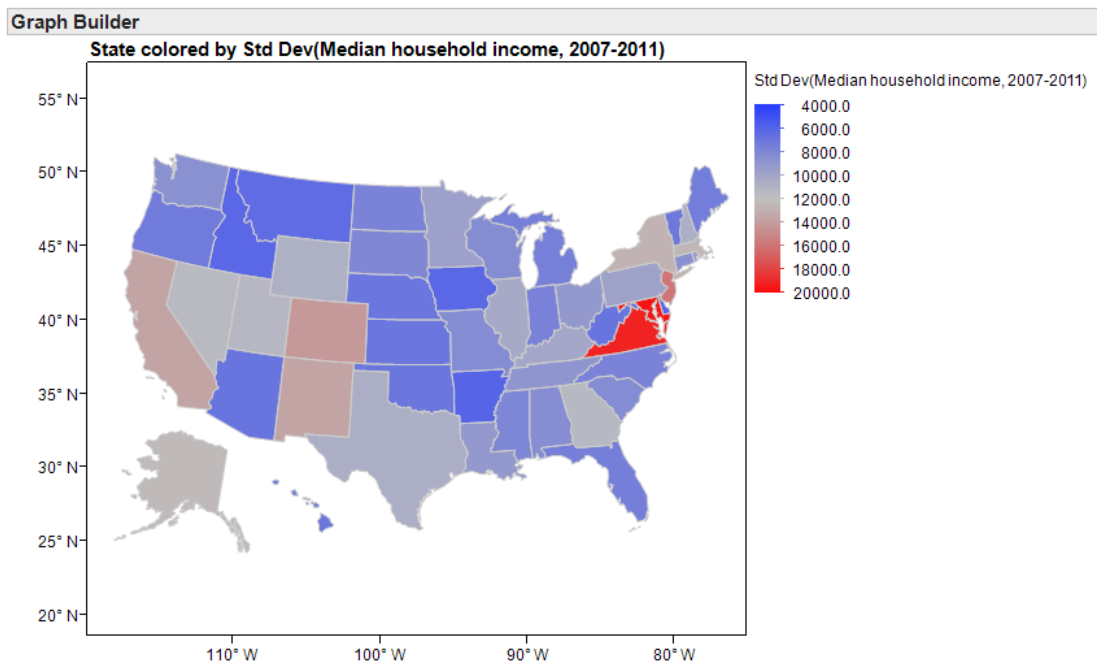 Graph Builder
State colored by Std Dev(Median household income, 2007-2011)
55° N
50° N
45° N
40° N
35° N
30° N
25° N
20° N
110° W
100° W
90° W
80° W
Std Dev(Median household income, 2007-2011)
4000.0
6000.0
8000.0
10000.0
12000.0
14000.0
16000.0
18000.0
20000.0